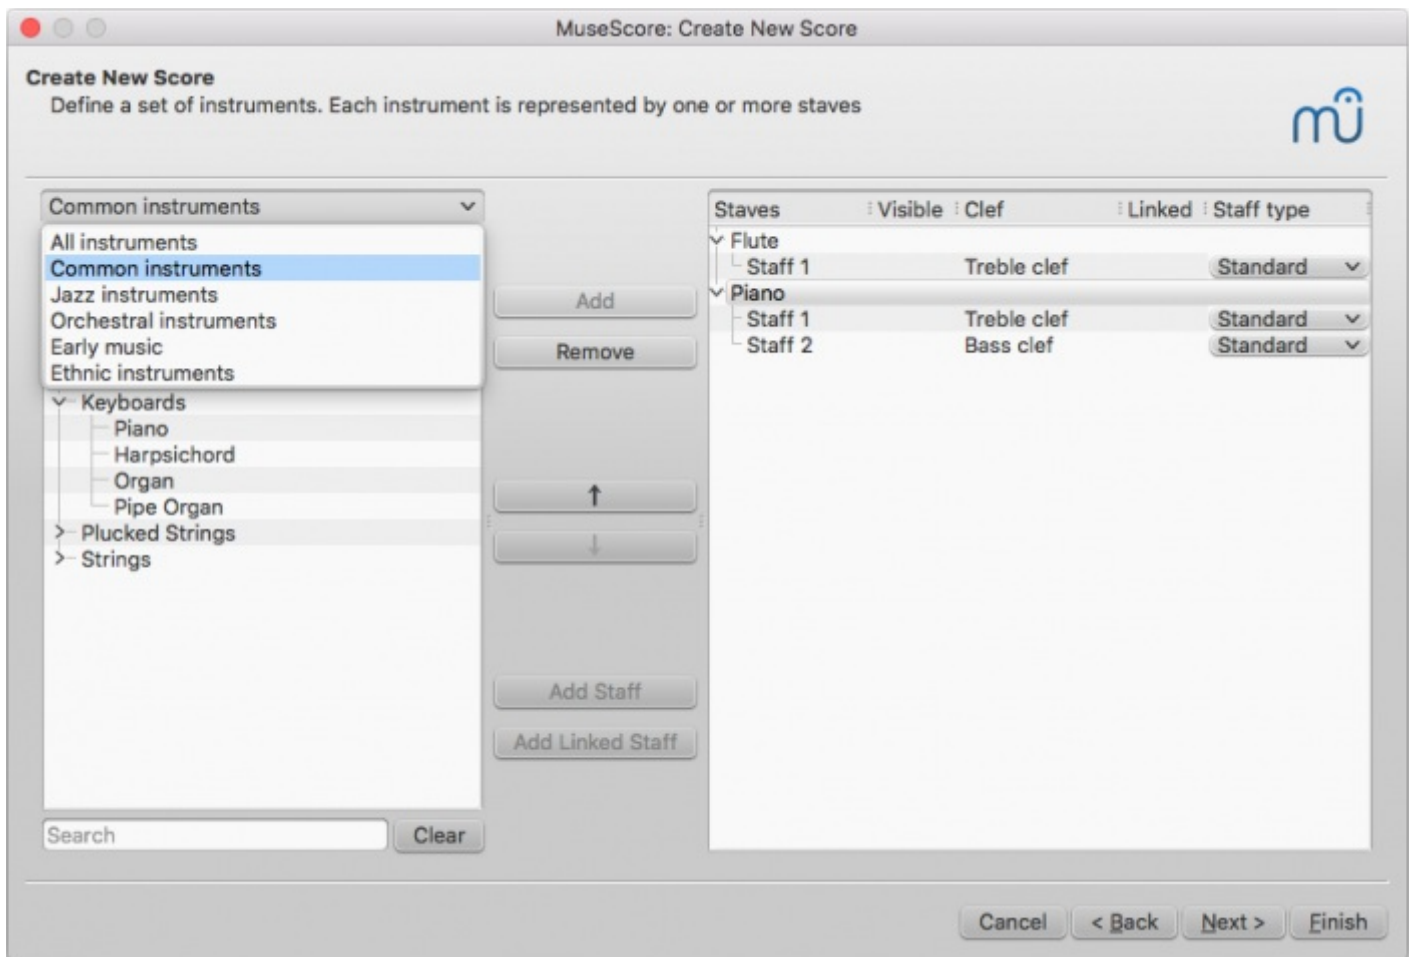 MuseScore: Create New Score
Create New Score
Define a set of instruments. Each instrument is represented by one or more staves
mu
Common instruments
All instruments
Common instruments
Jazz instruments
Orchestral instruments
Early music
Ethnic instruments
Keyboards
Piano
Harpsichord
Organ
Pipe Organ
Plucked Strings
Strings
Search
Clear
Add
Remove
↑
↓
Add Staff
Add Linked Staff
Staves Visible Clef Linked Staff type
Flute
Staff 1 Treble clef Standard
Piano
Staff 1 Treble clef Standard
Staff 2 Bass clef Standard
Cancel
< Back
Next >
Finish